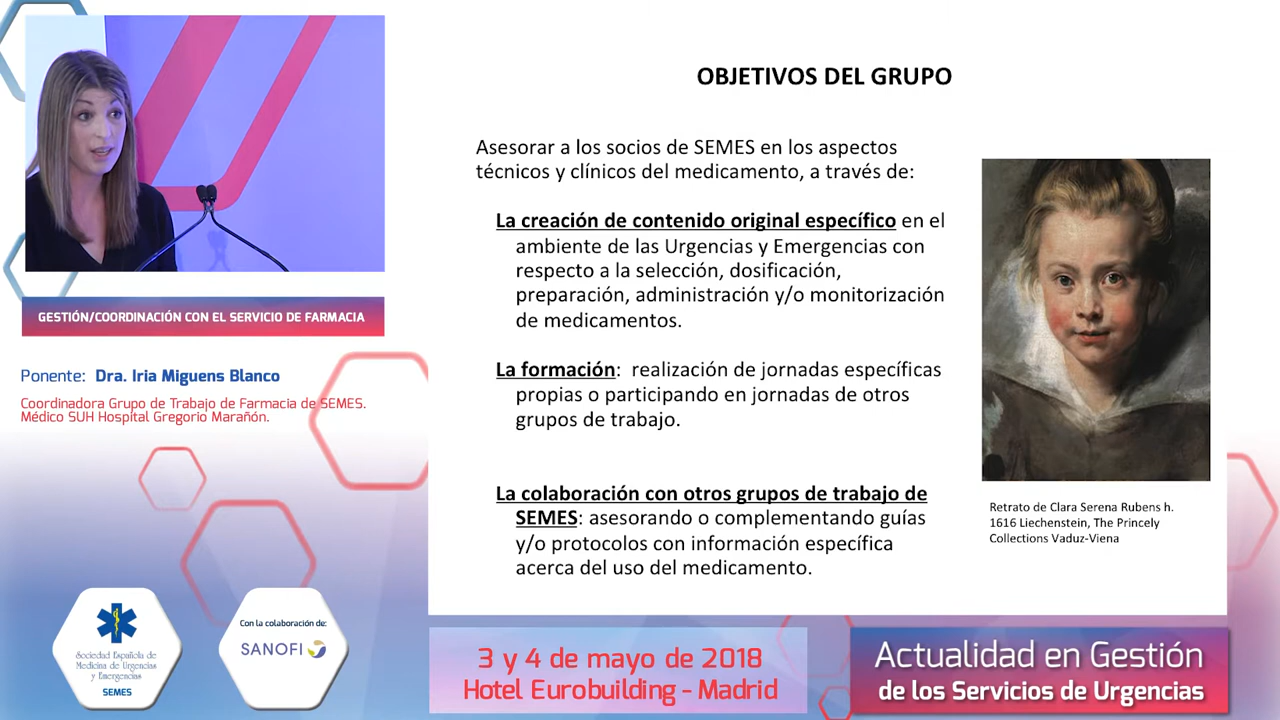 GESTIÓN/COORDINACIÓN CON EL SERVICIO DE FARMACIA
Ponente: Dra. Iria Miguens Blanco
Coordinadora Grupo de Trabajo de Farmacia de SEMES.
Médico SUH Hospital Gregorio Marañón.
Sociedad Española de
Medicina de Urgencias
y Emergencias
SEMES
Con la colaboración de:
SANOFI
OBJETIVOS DEL GRUPO
Asesorar a los socios de SEMES en los aspectos
técnicos y clínicos del medicamento, a través de:
La creación de contenido original específico en el
ambiente de las Urgencias y Emergencias con
respecto a la selección, dosificación,
preparación, administración y/o monitorización
de medicamentos.
La formación: realización de jornadas específicas
propias o participando en jornadas de otros
grupos de trabajo.
La colaboración con otros grupos de trabajo de
SEMES: asesorando o complementando guías
y/o protocolos con información específica
acerca del uso del medicamento.
Retrato de Clara Serena Rubens h.
1616 Liechenstein, The Princely
Collections Vaduz-Viena
3 y 4 de mayo de 2018
Hotel Eurobuilding - Madrid
Actualidad en Gestión
de los Servicios de Urgencias